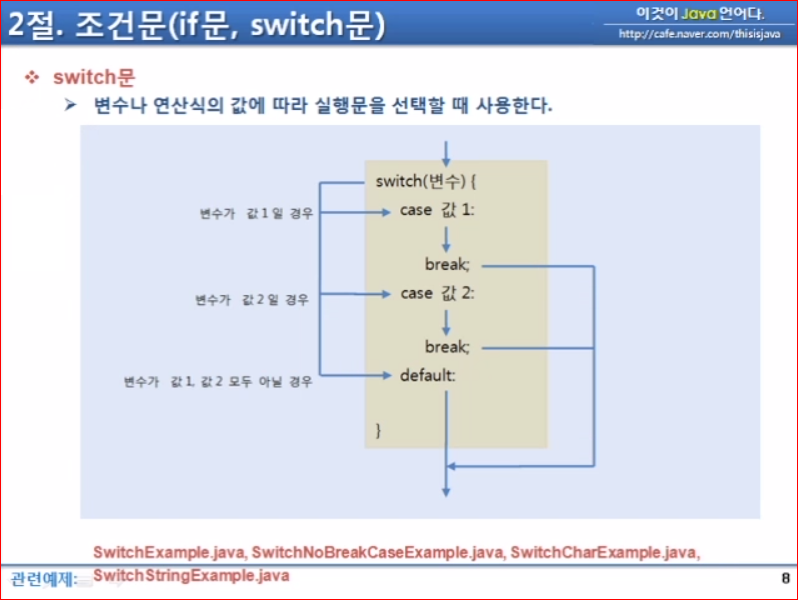 2절. 조건문(if문, switch문)
이것이 Java 언어다.
http://cafe.naver.com/thisisjava
switch문
변수나 연산식의 값에 따라 실행문을 선택할 때 사용한다.
switch(변수) {
변수가 값 1 일 경우
case 값 1:
break;
변수가 값 2 일 경우
case 값 2:
break;
변수가 값 1, 값 2 모두 아닐 경우
default:
}
SwitchExample.java, SwitchNoBreakCaseExample.java, SwitchCharExample.java,
관련예제: SwitchStringExample.java
8